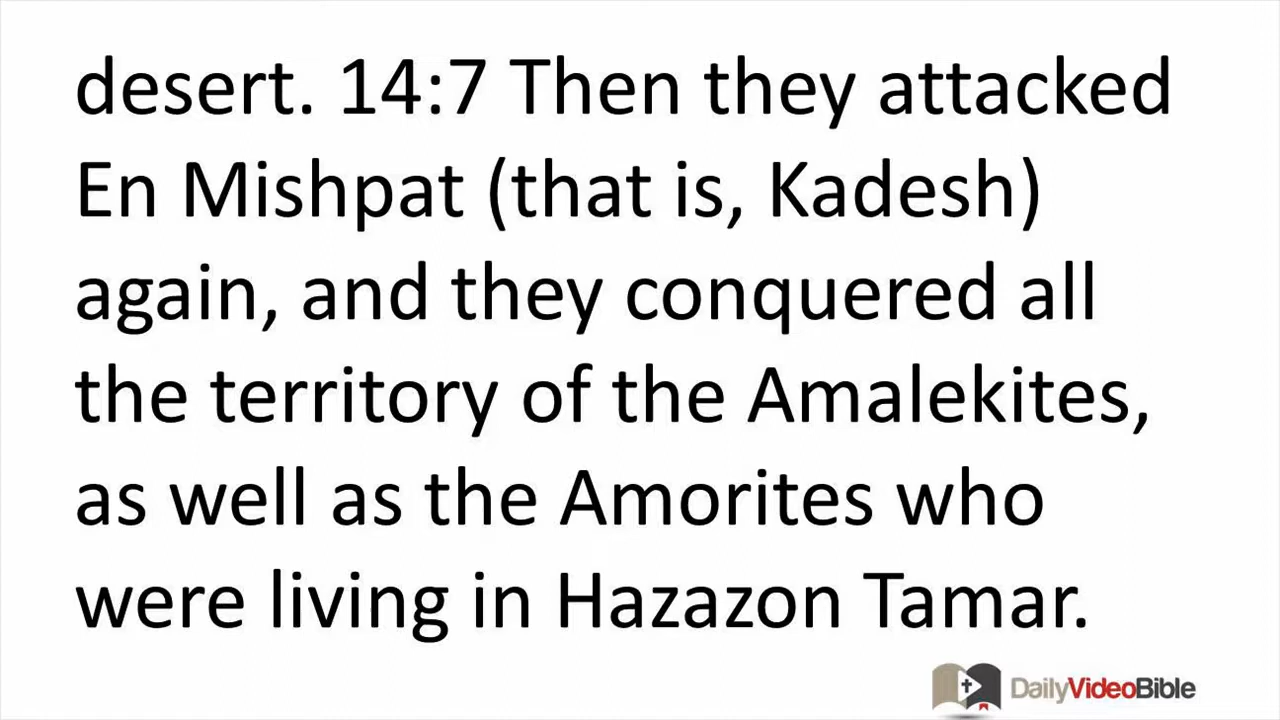 desert. 14:7 Then they attacked
En Mishpat (that is, Kadesh)
again, and they conquered all
the territory of the Amalekites,
as well as the Amorites who
were living in Hazazon Tamar.
DailyVideoBible